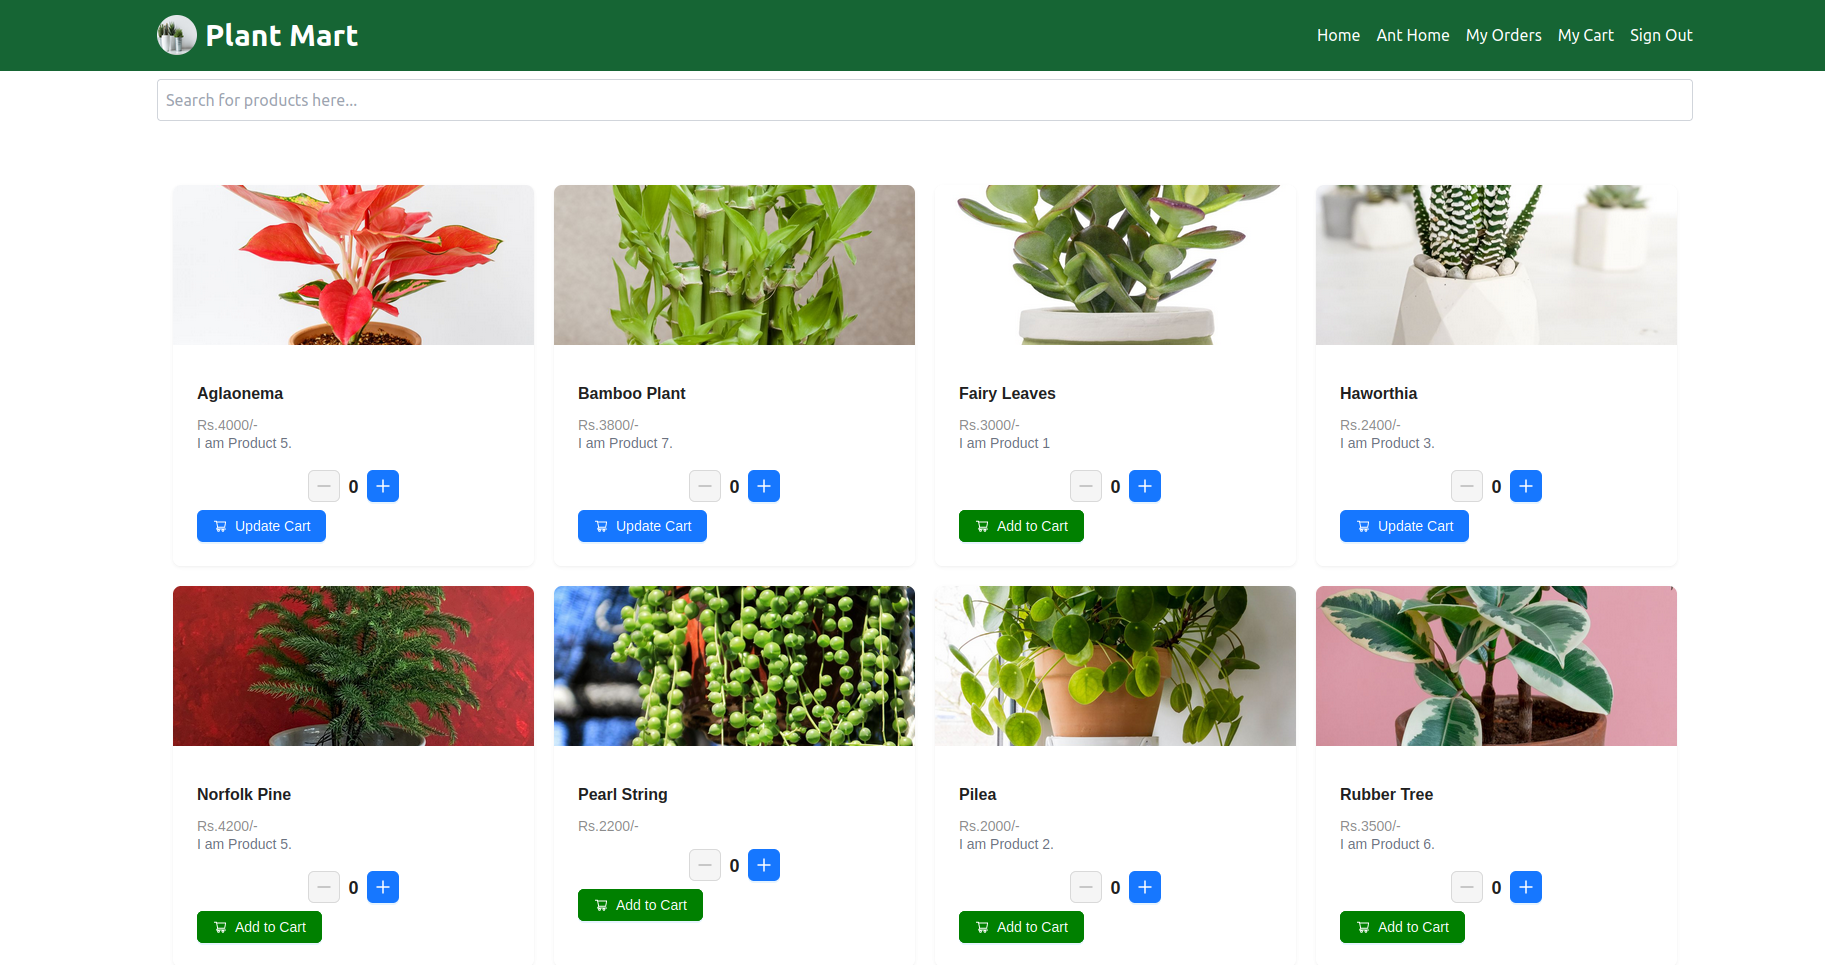 Plant Mart
Home Ant Home My Orders My Cart Sign Out
Search for products here...
Aglaonema
Rs.4000/-
I am Product 5.
0
Update Cart
Bamboo Plant
Rs.3800/-
I am Product 7.
0
Update Cart
Fairy Leaves
Rs.3000/-
I am Product 1
0
Add to Cart
Haworthia
Rs.2400/-
I am Product 3.
0
Update Cart
Norfolk Pine
Rs.4200/-
I am Product 5.
0
Add to Cart
Pearl String
Rs.2200/-
0
Add to Cart
Pilea
Rs.2000/-
I am Product 2.
0
Add to Cart
Rubber Tree
Rs.3500/-
I am Product 6.
0
Add to Cart